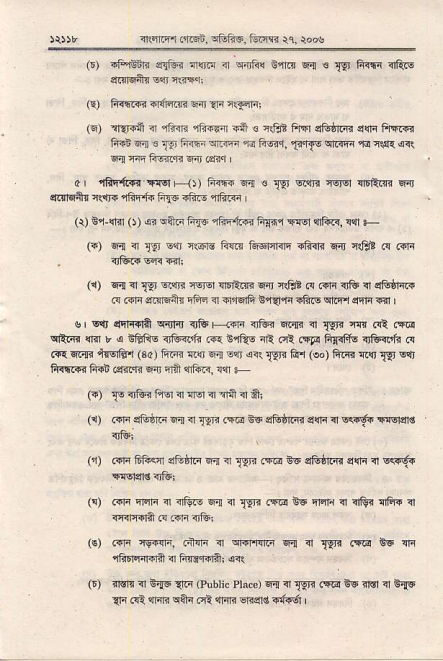 ১২১১৮ বাংলাদেশ গেজেট, অতিরিক্ত, ডিসেম্বর ২৭, ২০০৬
(চ) কম্পিউটার প্রযুক্তির মাধ্যমে বা অন্যবিধ উপায়ে জন্ম ও মৃত্যু নিবন্ধন বহিতে
প্রয়োজনীয় তথ্য সংরক্ষণ;
(ছ) নিবন্ধকের কার্যালয়ের জন্য স্থান সংকুলান;
(জ) স্বাস্থ্যকর্মী বা পরিবার পরিকল্পনা কর্মী ও সংশ্লিষ্ট শিক্ষা প্রতিষ্ঠানের প্রধান শিক্ষকের
নিকট জন্ম ও মৃত্যু নিবন্ধন আবেদন পত্র বিতরণ, পূরণকৃত আবেদন পত্র সংগ্রহ এবং
জন্ম সনদ বিতরণের জন্য প্রেরণ।
৫। পরিদর্শকের ক্ষমতা।—(১) নিবন্ধক জন্ম ও মৃত্যু তথ্যের সত্যতা যাচাইয়ের জন্য
প্রয়োজনীয় সংখ্যক পরিদর্শক নিযুক্ত করিতে পারিবেন।
(২) উপ-ধারা (১) এর অধীনে নিযুক্ত পরিদর্শকের নিম্নরূপ ক্ষমতা থাকিবে, যথা ঃ—
(ক) জন্ম বা মৃত্যু তথ্য সংক্রান্ত বিষয়ে জিজ্ঞাসাবাদ করিবার জন্য সংশ্লিষ্ট যে কোন
ব্যক্তিকে তলব করা;
(খ) জন্ম বা মৃত্যু তথ্যের সত্যতা যাচাইয়ের জন্য সংশ্লিষ্ট যে কোন ব্যক্তি বা প্রতিষ্ঠানকে
যে কোন প্রয়োজনীয় দলিল বা কাগজাদি উপস্থাপন করিতে আদেশ প্রদান করা।
৬। তথ্য প্রদানকারী অন্যান্য ব্যক্তি।—কোন ব্যক্তির জন্মের বা মৃত্যুর সময় যেই ক্ষেত্রে
আইনের ধারা ৮ এ উল্লিখিত ব্যক্তিবর্গের কেহ উপস্থিত নাই সেই ক্ষেত্রে নিম্নবর্ণিত ব্যক্তিবর্গের যে
কেহ জন্মের পঁয়তাল্লিশ (৪৫) দিনের মধ্যে জন্ম তথ্য এবং মৃত্যুর ত্রিশ (৩০) দিনের মধ্যে মৃত্যু তথ্য
নিবন্ধকের নিকট প্রেরণের জন্য দায়ী থাকিবে, যথা ঃ—
(ক) মৃত ব্যক্তির পিতা বা মাতা বা স্বামী বা স্ত্রী;
(খ) কোন প্রতিষ্ঠানে জন্ম বা মৃত্যুর ক্ষেত্রে উক্ত প্রতিষ্ঠানের প্রধান বা তৎকর্তৃক ক্ষমতাপ্রাপ্ত
ব্যক্তি;
(গ) কোন চিকিৎসা প্রতিষ্ঠানে জন্ম বা মৃত্যুর ক্ষেত্রে উক্ত প্রতিষ্ঠানের প্রধান বা তৎকর্তৃক
ক্ষমতাপ্রাপ্ত ব্যক্তি;
(ঘ) কোন দালান বা বাড়িতে জন্ম বা মৃত্যুর ক্ষেত্রে উক্ত দালান বা বাড়ির মালিক বা
বসবাসকারী যে কোন ব্যক্তি;
(ঙ) কোন সড়কযান, নৌযান বা আকাশযানে জন্ম বা মৃত্যুর ক্ষেত্রে উক্ত যান
পরিচালনাকারী বা নিয়ন্ত্রণকারী; এবং
(চ) রাস্তায় বা উন্মুক্ত স্থানে (Public Place) জন্ম বা মৃত্যুর ক্ষেত্রে উক্ত রাস্তা বা উন্মুক্ত
স্থান যেই থানার অধীন সেই থানার ভারপ্রাপ্ত কর্মকর্তা।